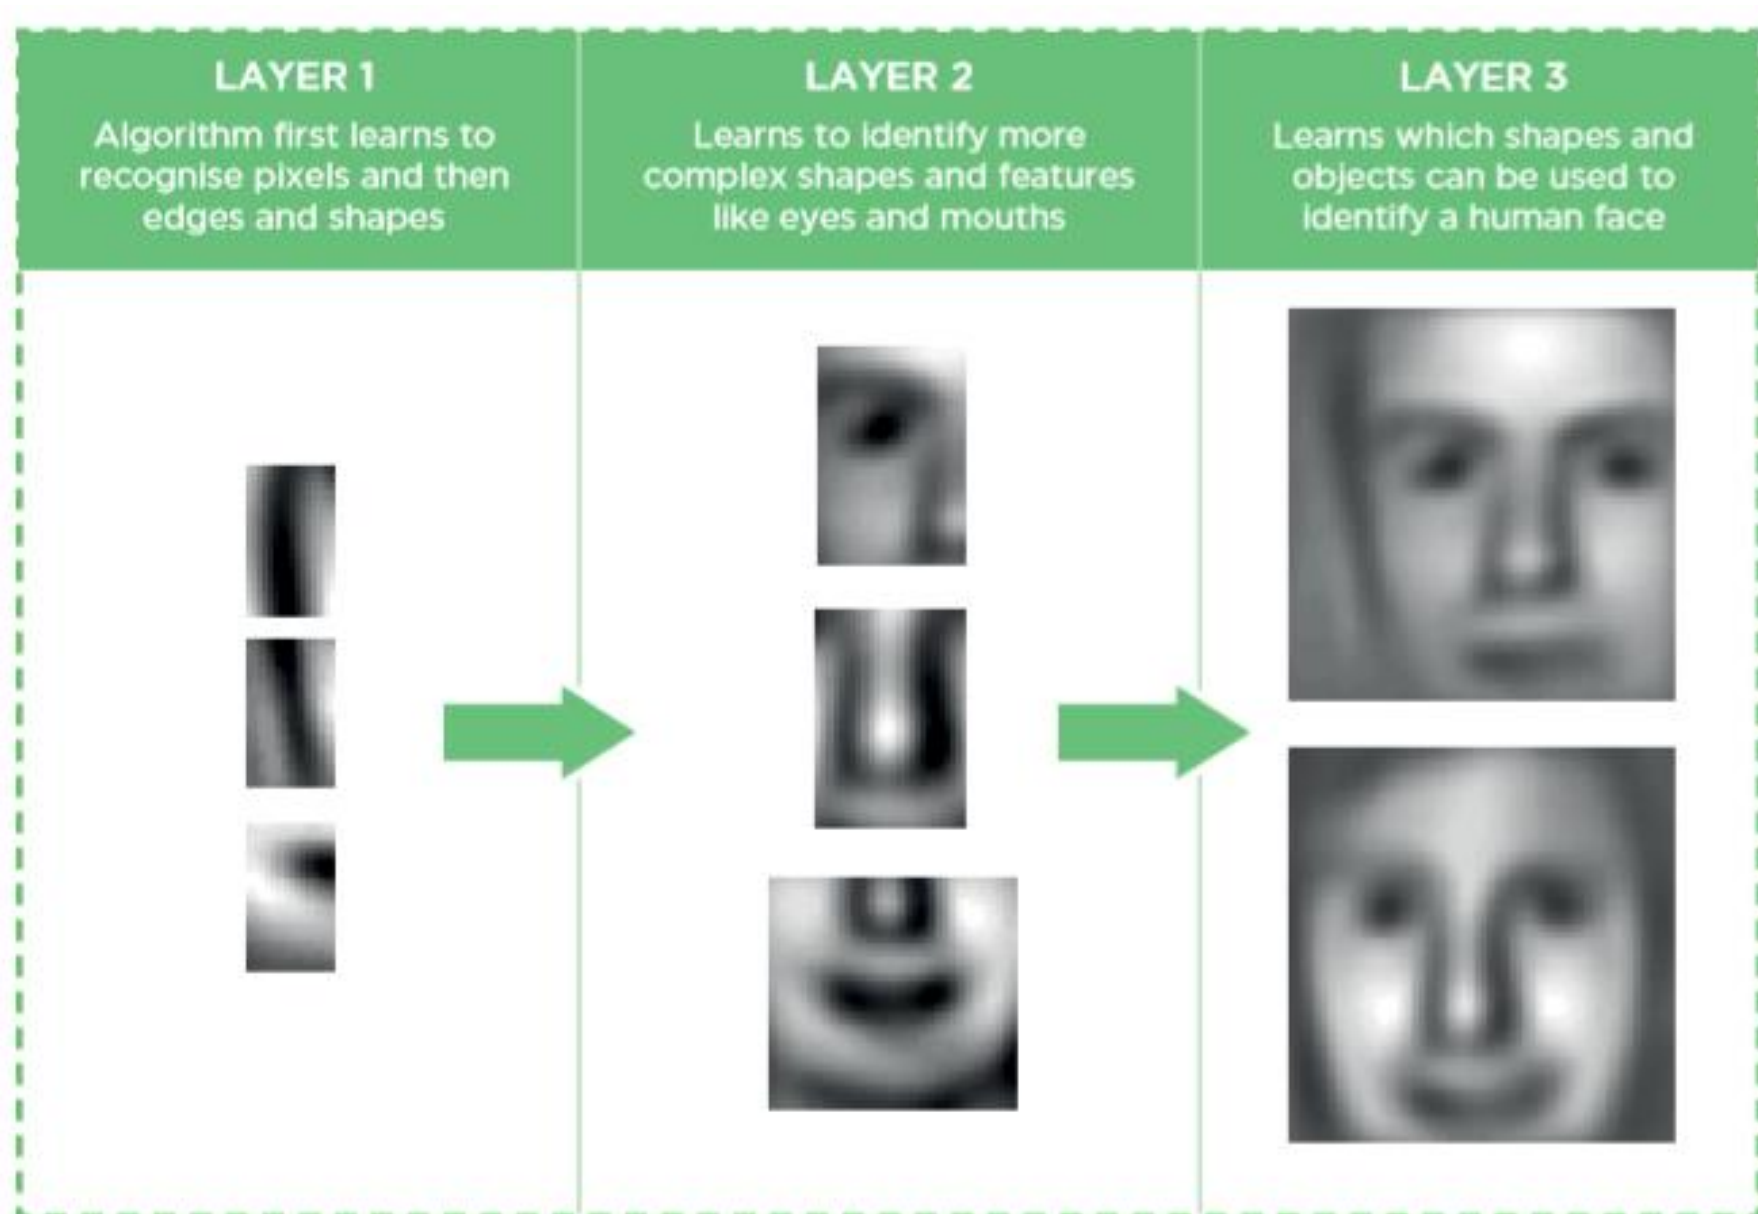 LAYER 1
Algorithm first learns to
recognise pixels and then
edges and shapes
LAYER 2
Learns to identify more
complex shapes and features
like eyes and mouths
LAYER 3
Learns which shapes and
objects can be used to
identify a human face